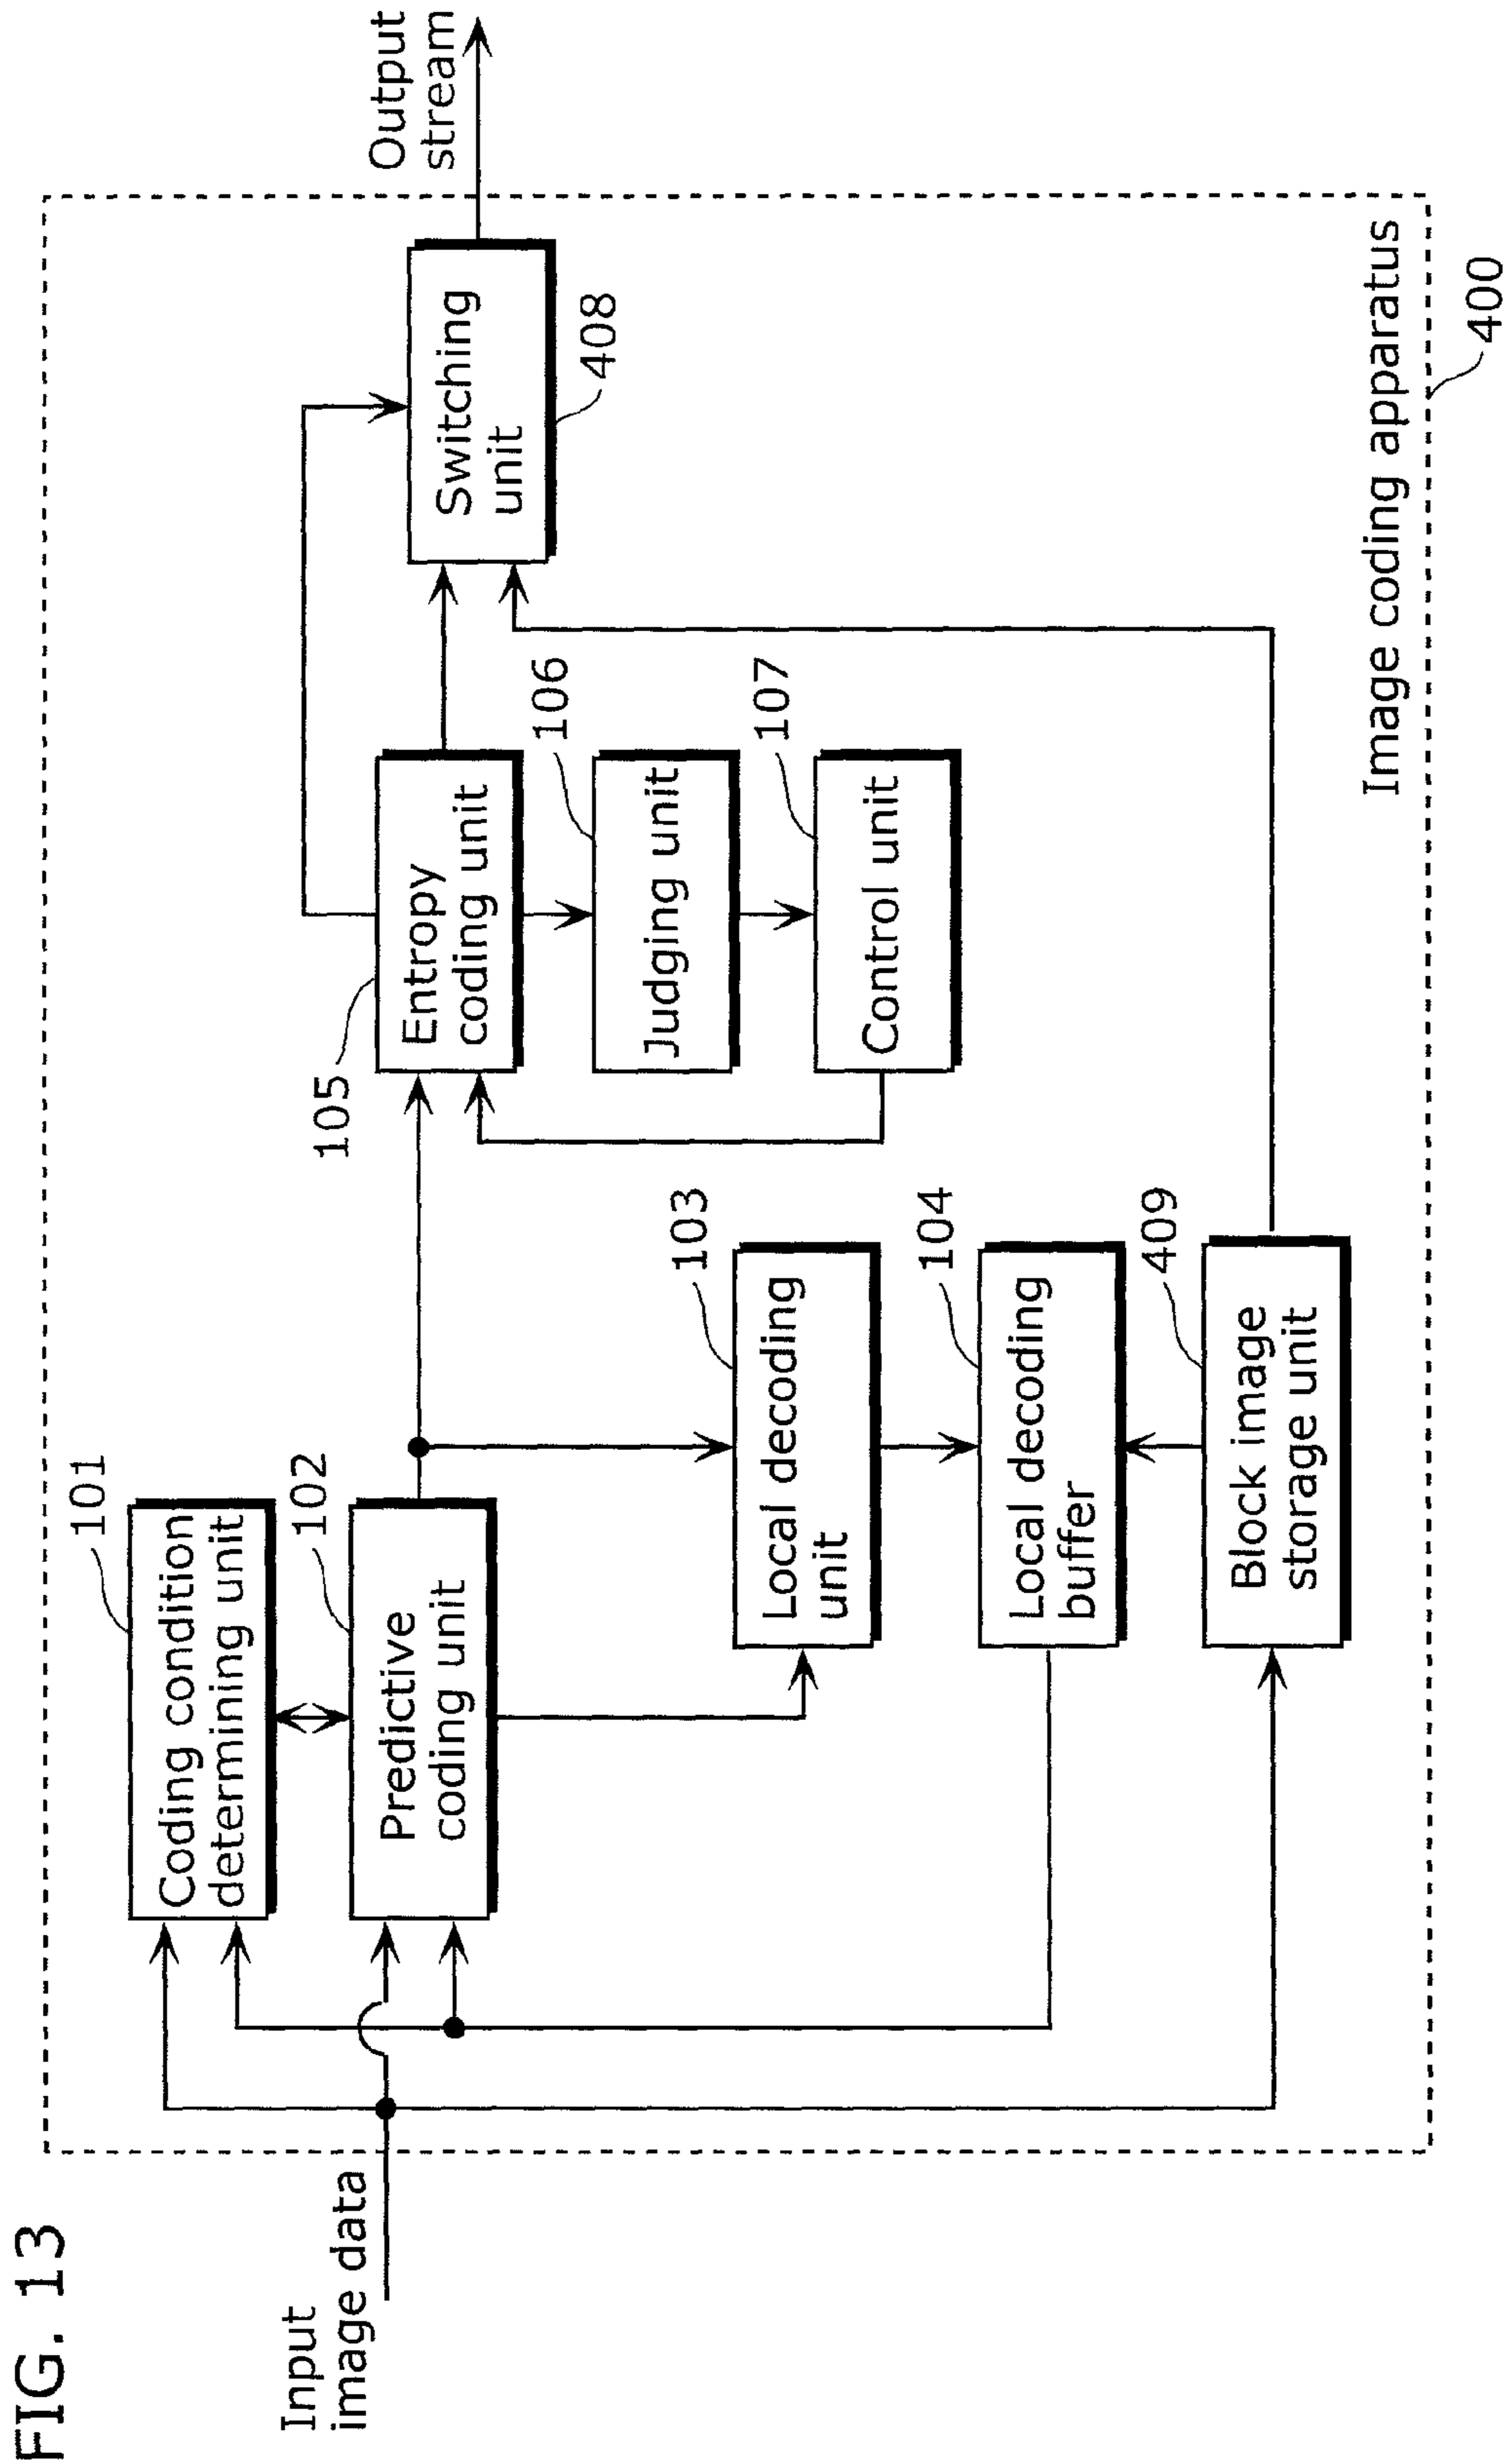 FIG. 13
Input
image data
101
Coding condition
determining unit
102
Predictive
coding unit
103
Local decoding
unit
104
Local decoding
buffer
409
Block image
storage unit
105
Entropy
coding unit
106
Judging unit
107
Control unit
Switching
unit
408
Output
stream
Image coding apparatus
400